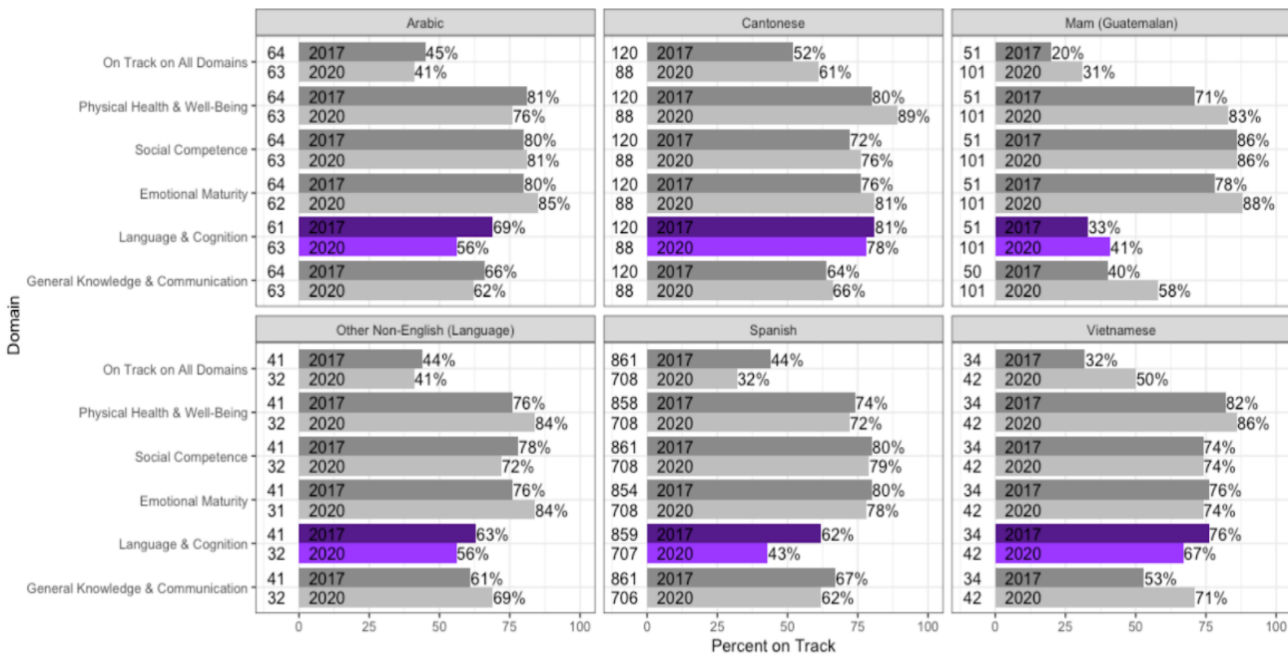 Arabic Cantonese Mam (Guatemalan)
64 2017 45% 120 2017 52% 51 2017 20%
On Track on All Domains
63 2020 41% 88 2020 61% 101 2020 31%
64 2017 81% 120 2017 80% 51 2017 71%
Physical Health & Well-Being
63 2020 76% 88 2020 89% 101 2020 83%
64 2017 80% 120 2017 72% 51 2017 86%
Social Competence
63 2020 81% 88 2020 76% 101 2020 86%
64 2017 80% 120 2017 76% 51 2017 78%
Emotional Maturity
62 2020 85% 88 2020 81% 101 2020 88%
61 2017 69% 120 2017 81% 51 2017 33%
Language & Cognition
63 2020 56% 88 2020 78% 101 2020 41%
64 2017 66% 120 2017 64% 50 2017 40%
General Knowledge & Communication
63 2020 62% 88 2020 66% 101 2020 58%
Domain
Other Non-English (Language) Spanish Vietnamese
41 2017 44% 861 2017 44% 34 2017 32%
On Track on All Domains
32 2020 41% 708 2020 32% 42 2020 50%
41 2017 76% 858 2017 74% 34 2017 82%
Physical Health & Well-Being
32 2020 84% 708 2020 72% 42 2020 86%
41 2017 78% 861 2017 80% 34 2017 74%
Social Competence
32 2020 72% 708 2020 79% 42 2020 74%
41 2017 76% 854 2017 80% 34 2017 76%
Emotional Maturity
31 2020 84% 708 2020 78% 42 2020 74%
41 2017 63% 859 2017 62% 34 2017 76%
Language & Cognition
32 2020 56% 707 2020 43% 42 2020 67%
41 2017 61% 861 2017 67% 34 2017 53%
General Knowledge & Communication
32 2020 69% 706 2020 62% 42 2020 71%
0 25 50 75 100 0 25 50 75 100 0 25 50 75 100
Percent on Track